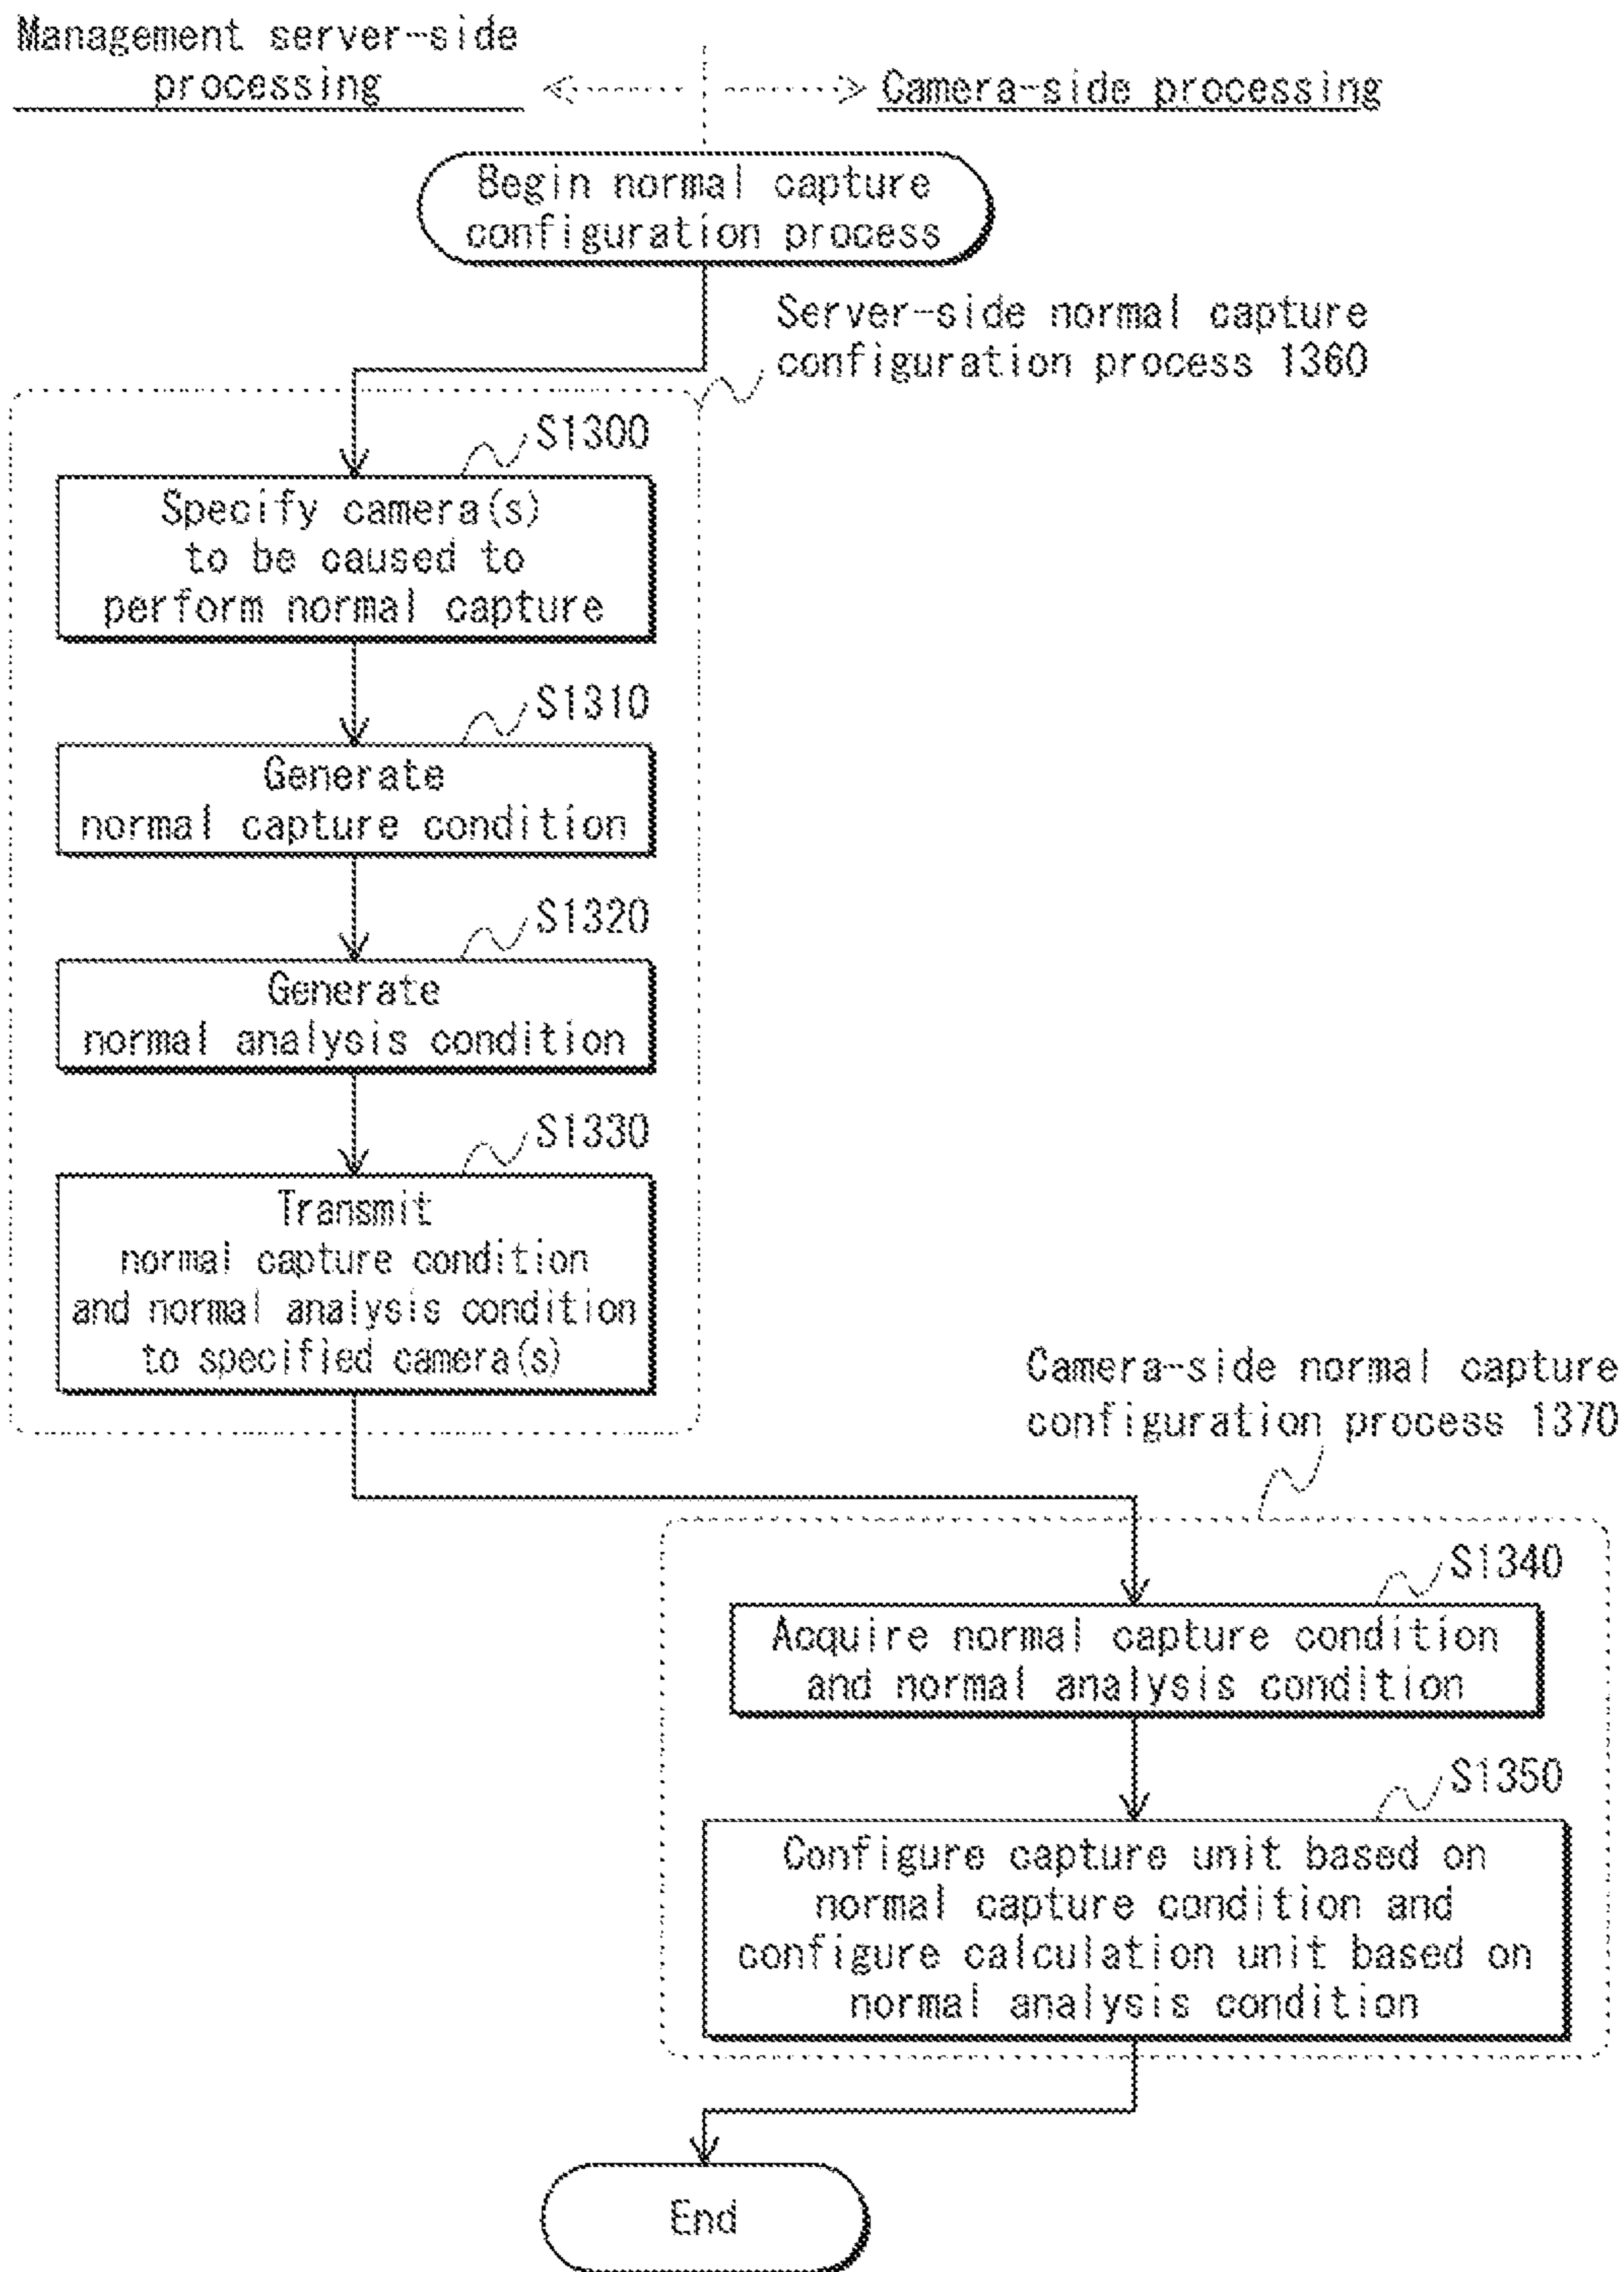 Management server-side
processing
Camera-side processing
Begin normal capture
configuration process
Server-side normal capture
configuration process 1360
S1300
Specify camera(s)
to be caused to
perform normal capture
S1310
Generate
normal capture condition
S1320
Generate
normal analysis condition
S1330
Transmit
normal capture condition
and normal analysis condition
to specified camera(s)
Camera-side normal capture
configuration process 1370
S1340
Acquire normal capture condition
and normal analysis condition
S1350
Configure capture unit based on
normal capture condition and
configure calculation unit based on
normal analysis condition
End